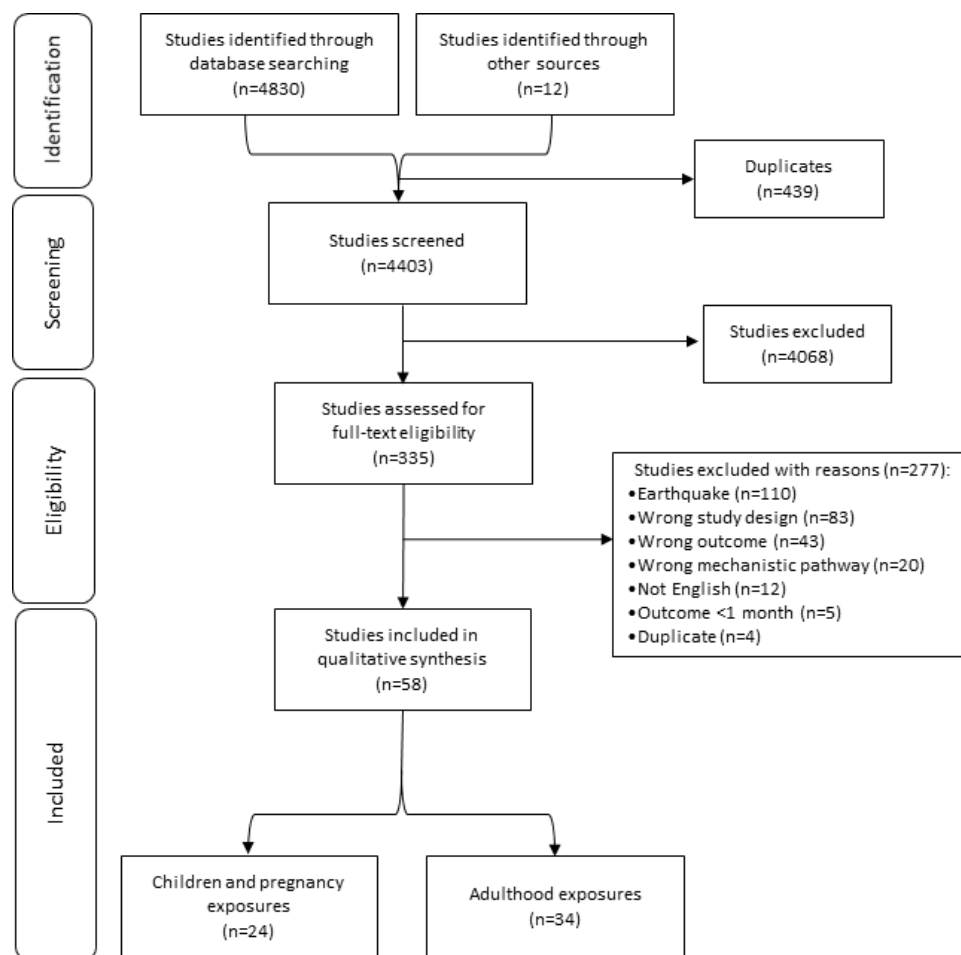 Identification
Studies identified through
database searching
(n=4830)
Studies identified through
other sources
(n=12)
Duplicates
(n=439)
Screening
Studies screened
(n=4403)
Studies excluded
(n=4068)
Eligibility
Studies assessed for
full-text eligibility
(n=335)
Studies excluded with reasons (n=277):
•Earthquake (n=110)
•Wrong study design (n=83)
•Wrong outcome (n=43)
•Wrong mechanistic pathway (n=20)
•Not English (n=12)
•Outcome <1 month (n=5)
•Duplicate (n=4)
Included
Studies included in
qualitative synthesis
(n=58)
Children and pregnancy
exposures
(n=24)
Adulthood exposures
(n=34)